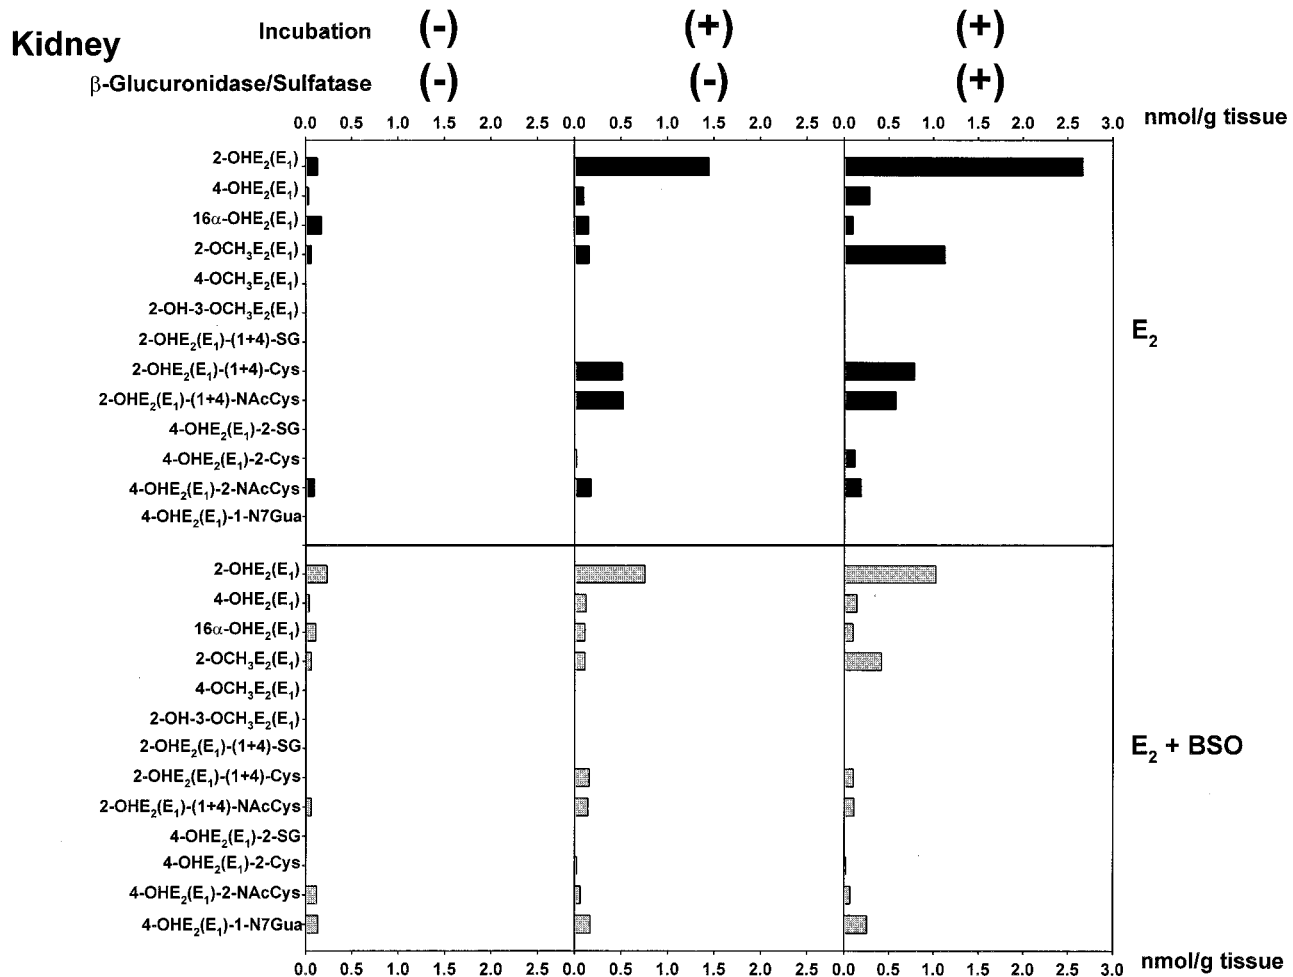 Kidney
Incubation (-) (+) (+)
β-Glucuronidase/Sulfatase (-) (-) (+)
0.0 0.5 1.0 1.5 2.0 2.5 0.0 0.5 1.0 1.5 2.0 2.5 0.0 0.5 1.0 1.5 2.0 2.5 3.0 nmol/g tissue
2-OHE₂(E₁)
4-OHE₂(E₁)
16α-OHE₂(E₁)
2-OCH₃E₂(E₁)
4-OCH₃E₂(E₁)
2-OH-3-OCH₃E₂(E₁)
E₂
2-OHE₂(E₁)-(1+4)-SG
2-OHE₂(E₁)-(1+4)-Cys
2-OHE₂(E₁)-(1+4)-NAcCys
4-OHE₂(E₁)-2-SG
4-OHE₂(E₁)-2-Cys
4-OHE₂(E₁)-2-NAcCys
4-OHE₂(E₁)-1-N7Gua
2-OHE₂(E₁)
4-OHE₂(E₁)
16α-OHE₂(E₁)
2-OCH₃E₂(E₁)
4-OCH₃E₂(E₁)
2-OH-3-OCH₃E₂(E₁)
2-OHE₂(E₁)-(1+4)-SG
E₂ + BSO
2-OHE₂(E₁)-(1+4)-Cys
2-OHE₂(E₁)-(1+4)-NAcCys
4-OHE₂(E₁)-2-SG
4-OHE₂(E₁)-2-Cys
4-OHE₂(E₁)-2-NAcCys
4-OHE₂(E₁)-1-N7Gua
0.0 0.5 1.0 1.5 2.0 2.5 0.0 0.5 1.0 1.5 2.0 2.5 0.0 0.5 1.0 1.5 2.0 2.5 3.0 nmol/g tissue